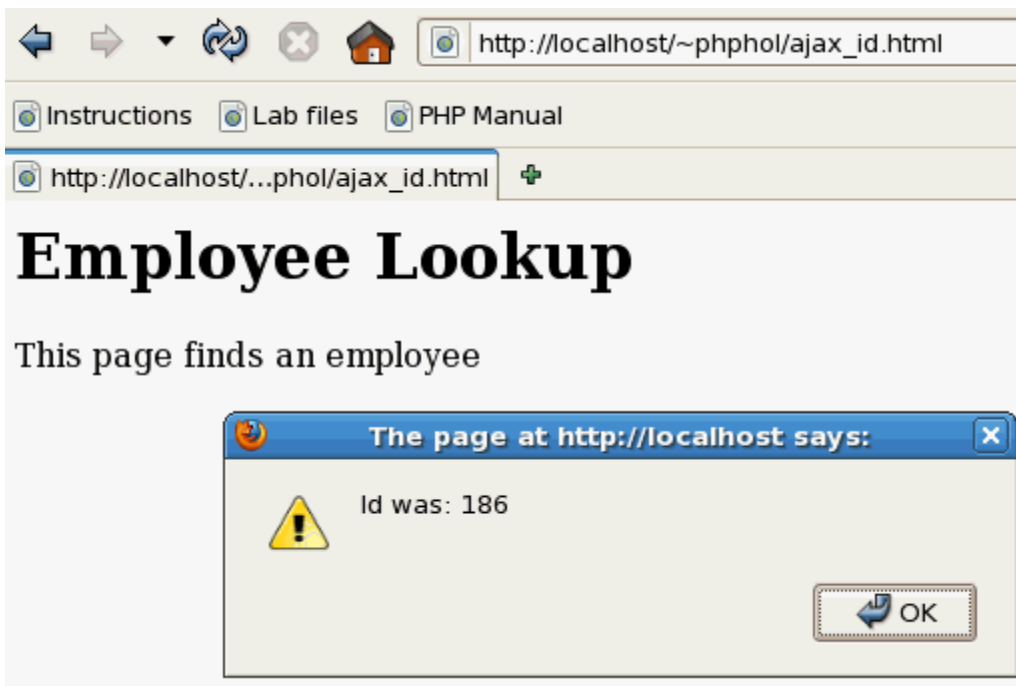 http://localhost/~phphol/ajax_id.html
Instructions Lab files PHP Manual
http://localhost/...phol/ajax_id.html
Employee Lookup
This page finds an employee
The page at http://localhost says:
Id was: 186
OK